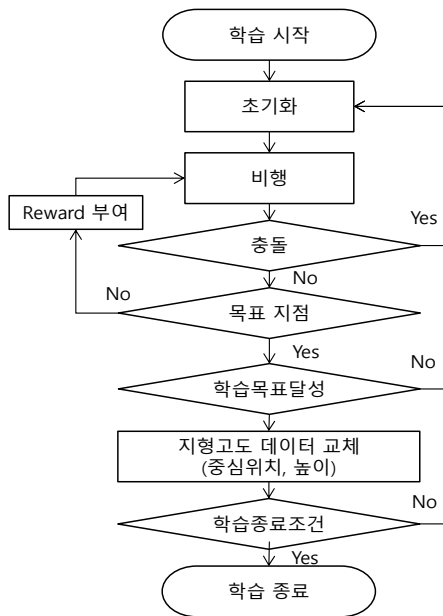 학습 시작
초기화
비행
Reward 부여
Yes
충돌
No
No
목표 지점
Yes
No
학습목표달성
지형고도 데이터 교체
(중심위치, 높이)
No
학습종료조건
Yes
학습 종료